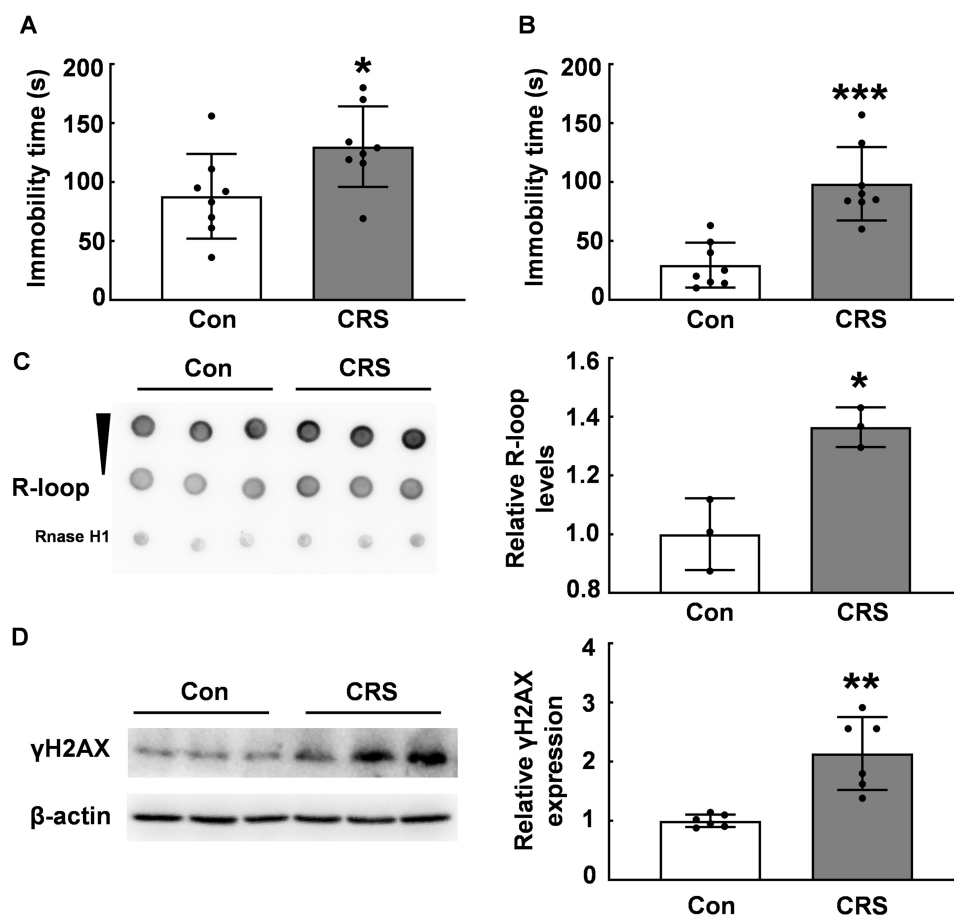 A
Immobility time (s)
200
150
100
50
0
*
Con
CRS
B
Immobility time (s)
200
150
100
50
0
***
Con
CRS
C
Con
CRS
R-loop
Rnase H1
Relative R-loop
levels
1.6
1.4
1.2
1.0
0.8
*
Con
CRS
D
Con
CRS
γH2AX
β-actin
Relative γH2AX
expression
4
3
2
1
0
**
Con
CRS